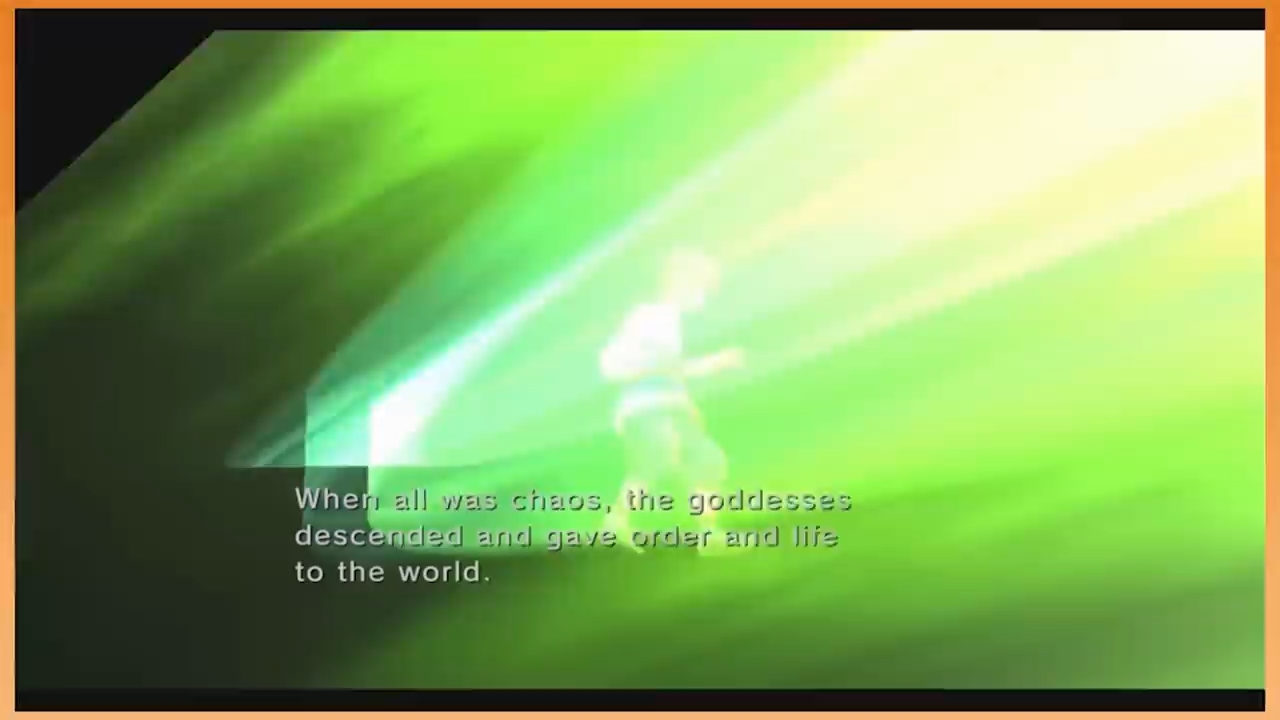 When all was chaos, the goddesses
descended and gave order and life
to the world.